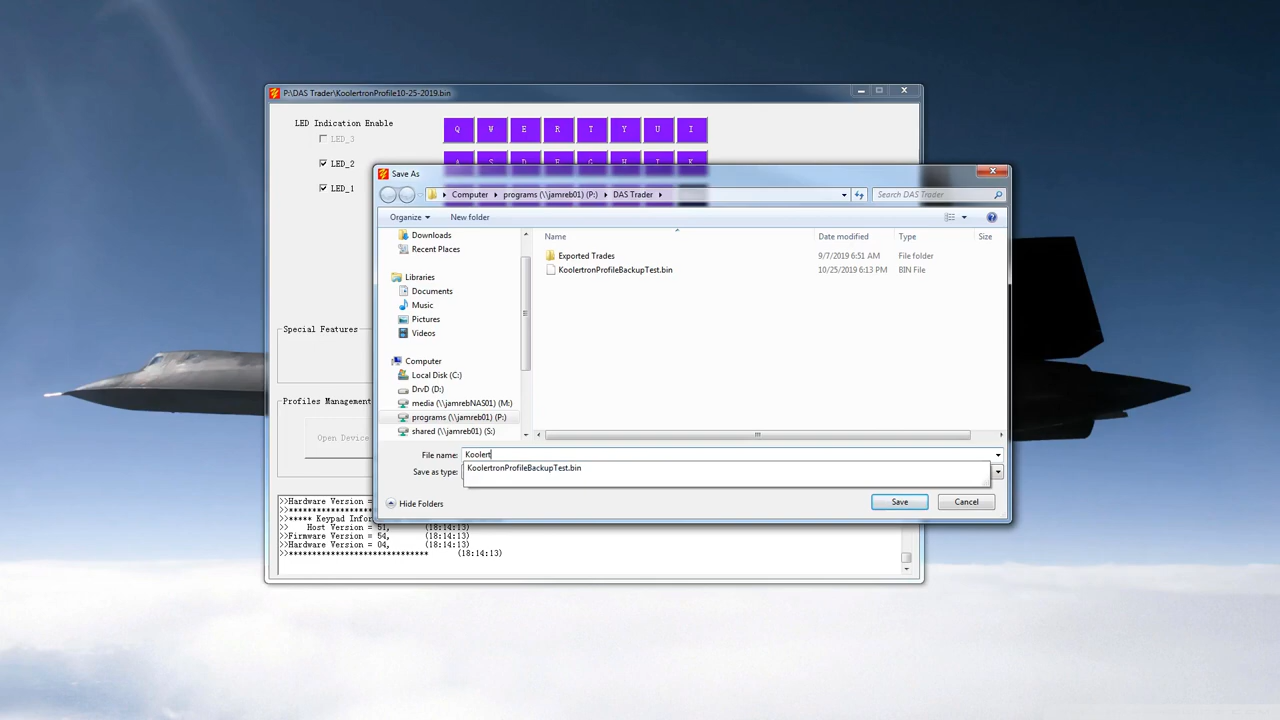 P:\DAS Trader\KoolertronProfile10-25-2019.bin
LED Indication Enable
LED_3
LED_2
LED_1
Q W E R T Y U I
A S D F G H J K
Special Features
Profiles Management
Open Device
Save As
Computer programs (\\jamreb01) (P:) DAS Trader
Search DAS Trader
Organize New folder
Name Date modified Type Size
Downloads
Recent Places
Libraries
Documents
Music
Pictures
Videos
Computer
Local Disk (C:)
DrvD (D:)
media (\\jamrebNAS01) (M:)
programs (\\jamreb01) (P:)
shared (\\jamreb01) (S:)
Exported Trades 9/7/2019 6:51 AM File folder
KoolertronProfileBackupTest.bin 10/25/2019 6:13 PM BIN File
File name: Koolert
KoolertronProfileBackupTest.bin
Save as type:
Hide Folders Save Cancel
>>Hardware Version =
>>***** Keypad Infor
>> Host Version = 51, (18:14:13)
>>Firmware Version = 54, (18:14:13)
>>Hardware Version = 04, (18:14:13)
>>****************************** (18:14:13)